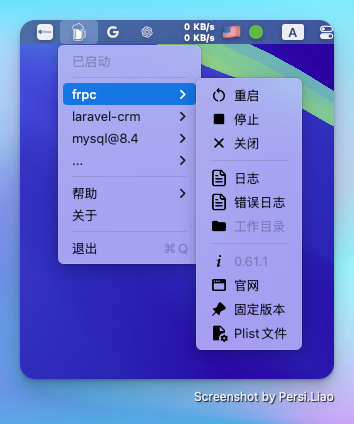 0 KB/s
0 KB/s
A
已启动
frpc
laravel-crm
mysql@8.4
...
帮助
关于
退出 ⌘Q
重启
停止
关闭
日志
错误日志
工作目录
0.61.1
官网
固定版本
Plist 文件
Screenshot by Persi.Liao